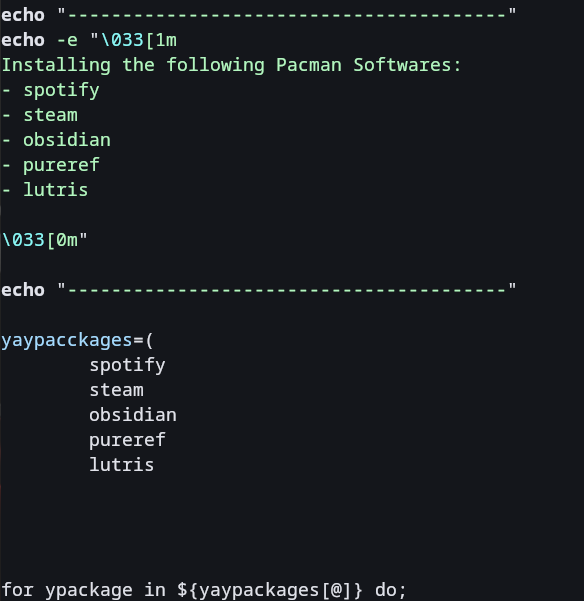 echo "----------------------------------------"
echo -e "\033[1m
Installing the following Pacman Softwares:
- spotify
- steam
- obsidian
- pureref
- lutris
\033[0m"
echo "----------------------------------------"
yaypacckages=(
spotify
steam
obsidian
pureref
lutris
for ypackage in ${yaypackages[@]} do;